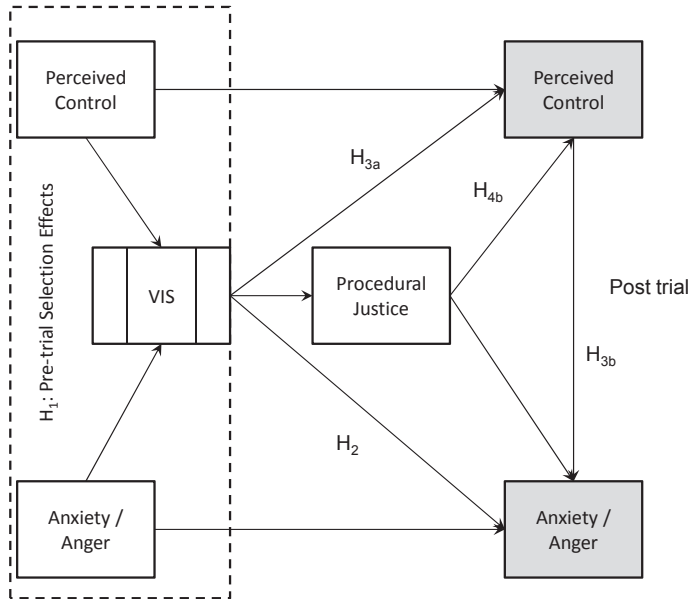 Perceived
Control
Perceived
Control
H3a
H4b
H1: Pre-trial Selection Effects
VIS
Procedural
Justice
Post trial
H3b
H2
Anxiety /
Anger
Anxiety /
Anger